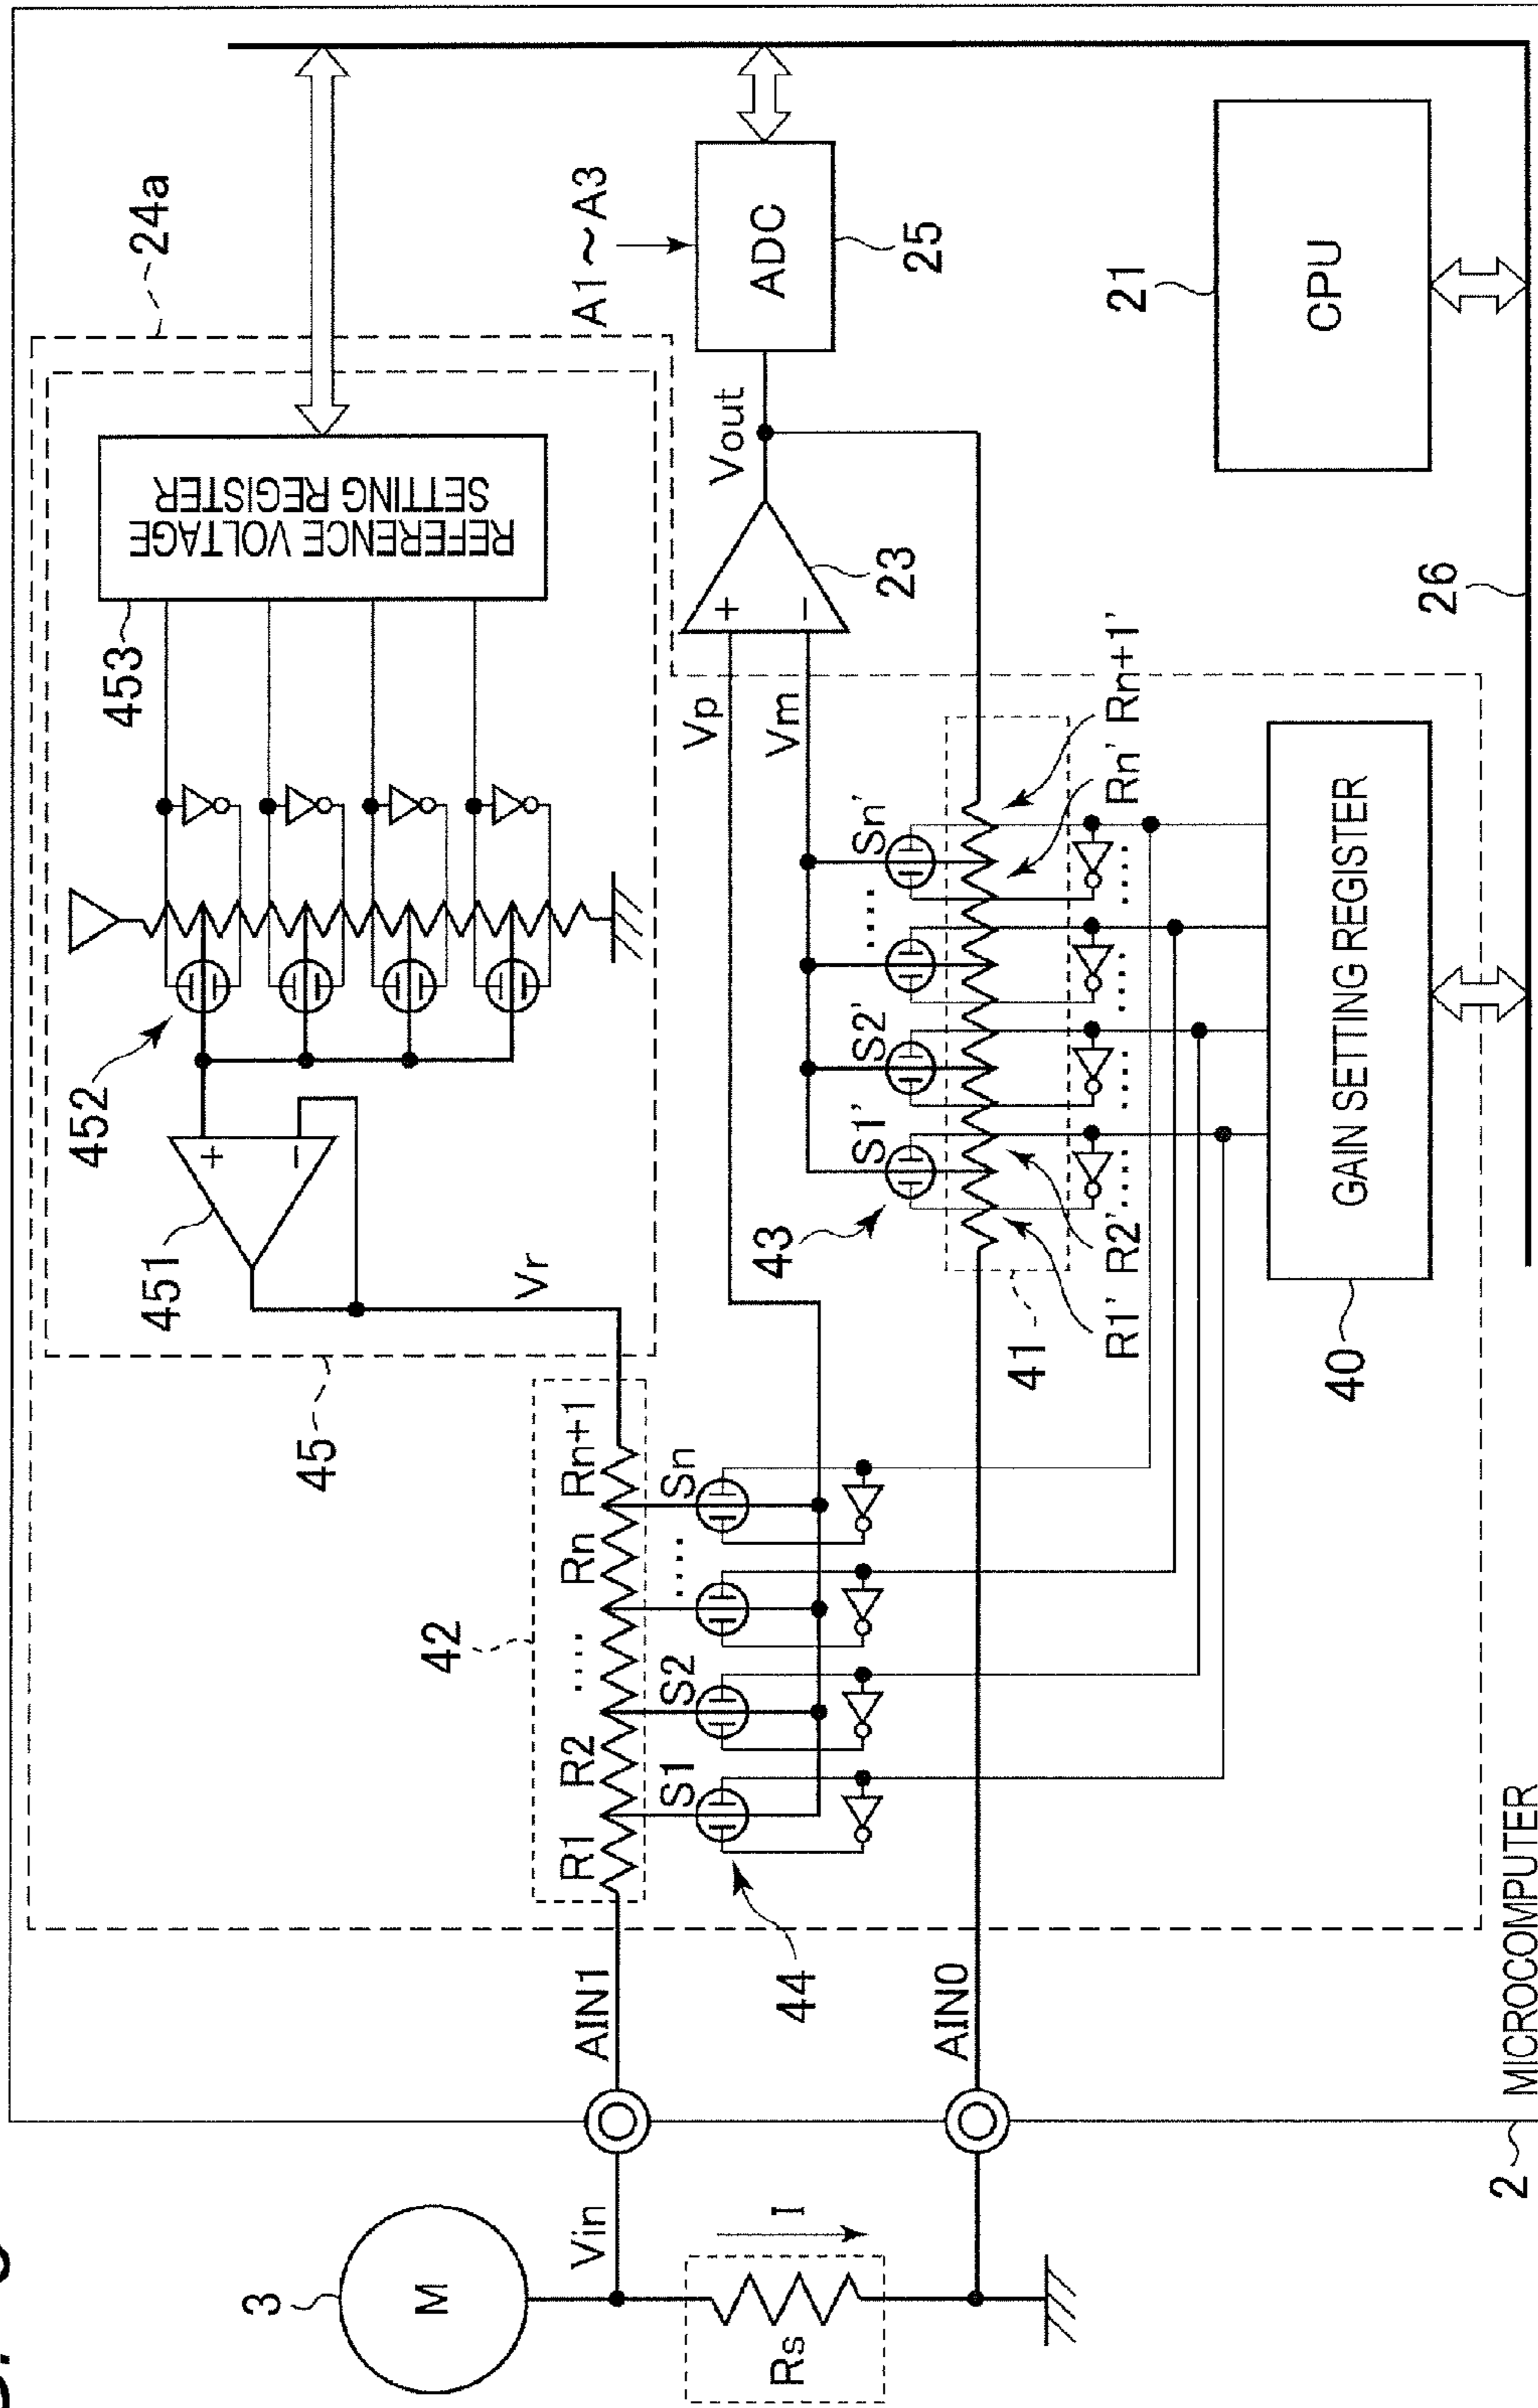 24a
REFERENCE VOLTAGE
SETTING REGISTER
453
452
451
+
−
Vr
45
A1~A3
ADC
25
Vout
+
−
23
Vp
Vm
21
CPU
26
42
R1
R2
....
Rn
Rn+1
S1
S2
....
Sn
44
43
S1'
S2'
....
Sn'
41
R1'
R2'
Rn'
Rn+1'
....
....
....
....
GAIN SETTING REGISTER
40
AIN1
AIN0
3
M
Vin
I
Rs
2
MICROCOMPUTER